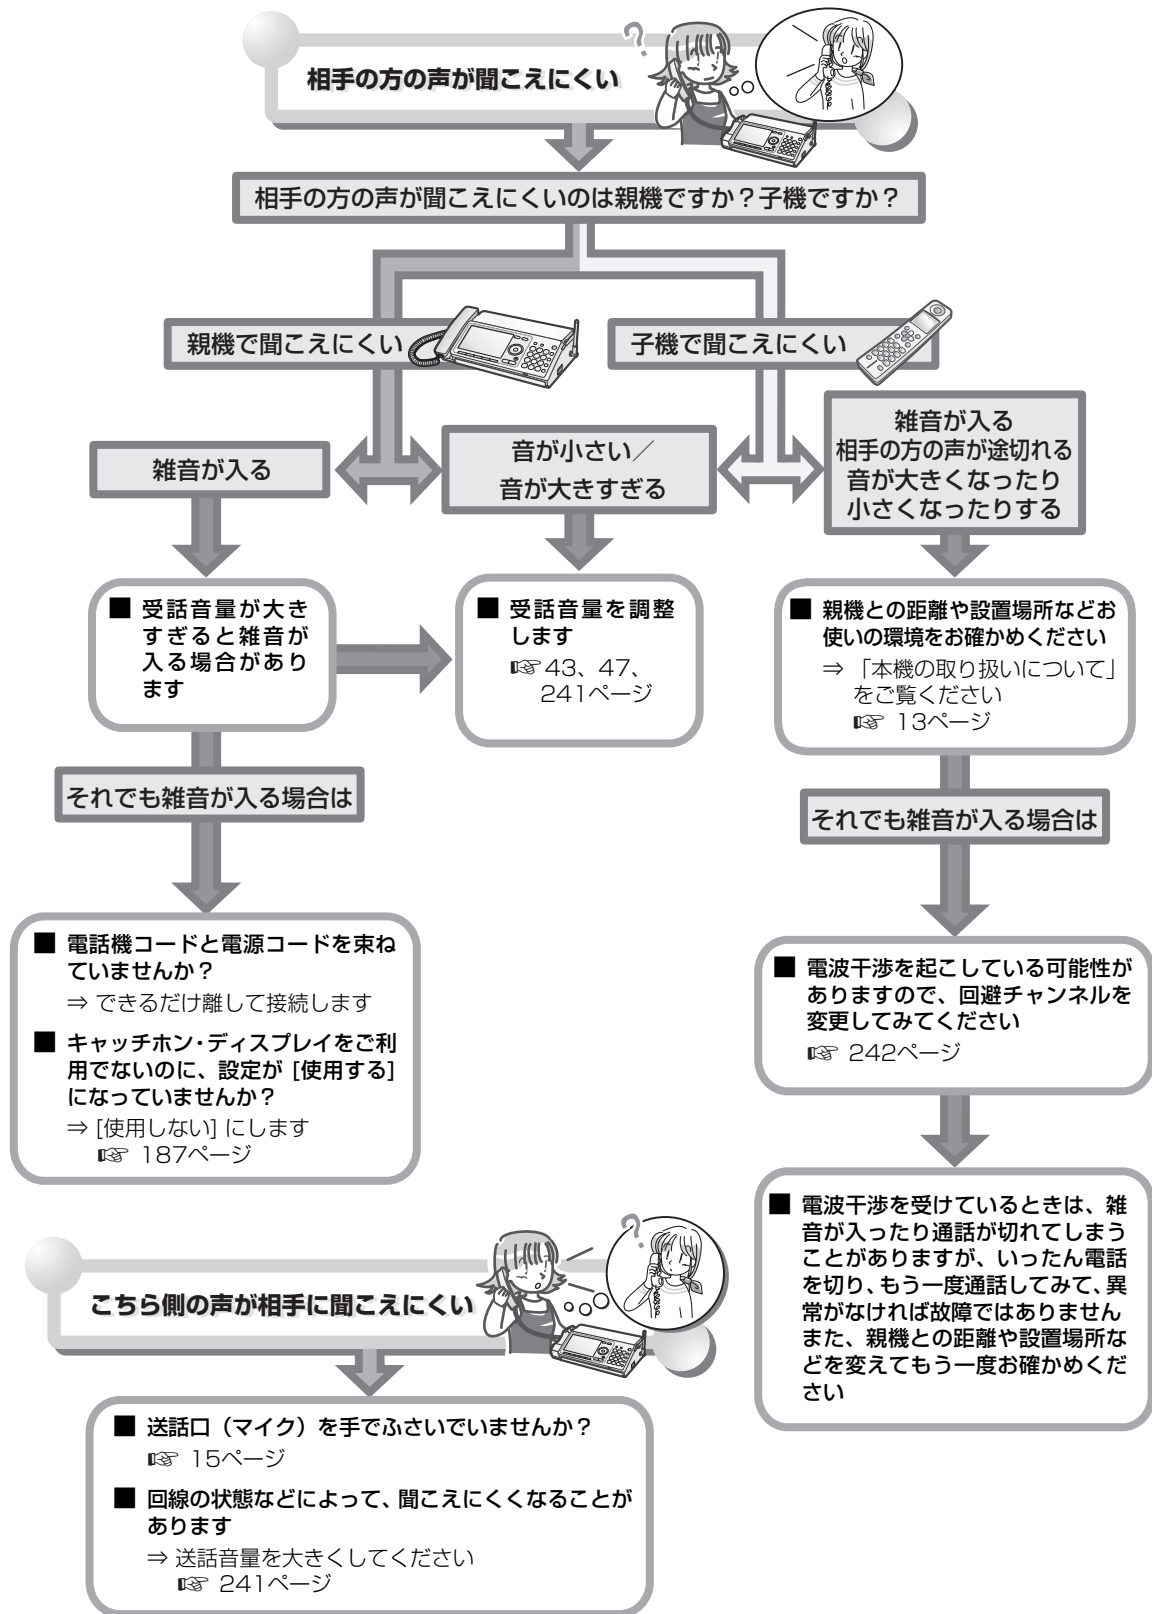 相手の方の声が聞こえにくい
?
相手の方の声が聞こえにくいのは親機ですか？子機ですか？
親機で聞こえにくい
子機で聞こえにくい
雑音が入る
音が小さい／
音が大きすぎる
雑音が入る
相手の方の声が途切れる
音が大きくなったり
小さくなったりする
■ 受話音量が大き
すぎると雑音が
入る場合があり
ます
■ 受話音量を調整
します
☞43、47、
241ページ
■ 親機との距離や設置場所などお
使いの環境をお確かめください
⇒ 「本機の取り扱いについて」
をご覧ください
☞ 13ページ
それでも雑音が入る場合は
それでも雑音が入る場合は
■ 電話機コードと電源コードを束ね
ていませんか？
⇒ できるだけ離して接続します
■ キャッチホン・ディスプレイをご利
用でないのに、設定が [使用する]
になっていませんか？
⇒ [使用しない] にします
☞ 187ページ
■ 電波干渉を起こしている可能性が
ありますので、回避チャンネルを
変更してみてください
☞ 242ページ
■ 電波干渉を受けているときは、雑
音が入ったり通話が切れてしまう
ことがありますが、いったん電話
を切り、もう一度通話してみて、異
常がなければ故障ではありません
また、親機との距離や設置場所な
どを変えてもう一度お確かめくだ
さい
こちら側の声が相手に聞こえにくい
?
■ 送話口（マイク）を手でふさいでいませんか？
☞ 15ページ
■ 回線の状態などによって、聞こえにくくなることが
あります
⇒ 送話音量を大きくしてください
☞ 241ページ